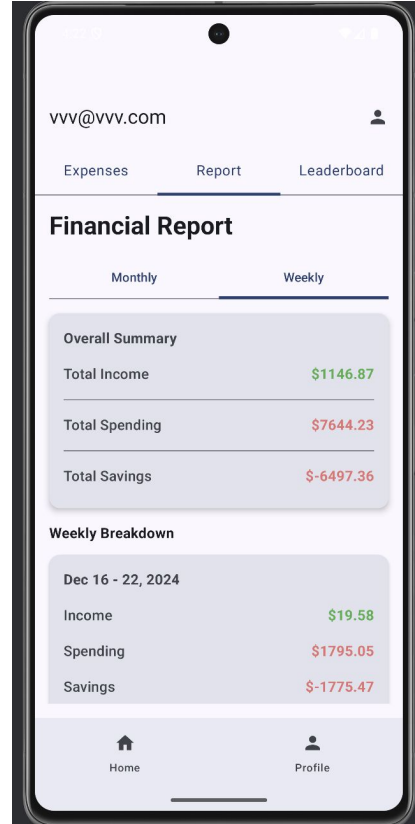 vvv@vvv.com
Expenses Report Leaderboard
Financial Report
Monthly Weekly
Overall Summary
Total Income $1146.87
Total Spending $7644.23
Total Savings $-6497.36
Weekly Breakdown
Dec 16 - 22, 2024
Income $19.58
Spending $1795.05
Savings $-1775.47
Home Profile